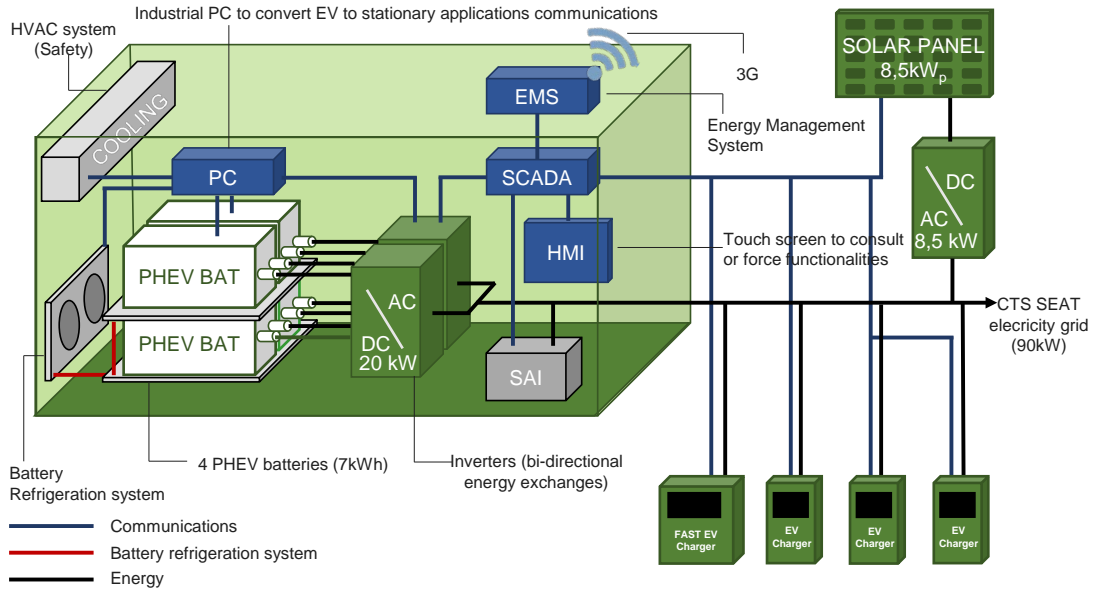 Industrial PC to convert EV to stationary applications communications
HVAC system
(Safety)
COOLING
3G
SOLAR PANEL
8,5kWp
EMS
Energy Management
System
PC
SCADA
DC
AC
8,5 kW
HMI
Touch screen to consult
or force functionalities
PHEV BAT
PHEV BAT
AC
DC
20 kW
SAI
CTS SEAT
elecricity grid
(90kW)
Battery
Refrigeration system
4 PHEV batteries (7kWh)
Inverters (bi-directional
energy exchanges)
FAST EV
Charger
EV
Charger
EV
Charger
EV
Charger
Communications
Battery refrigeration system
Energy